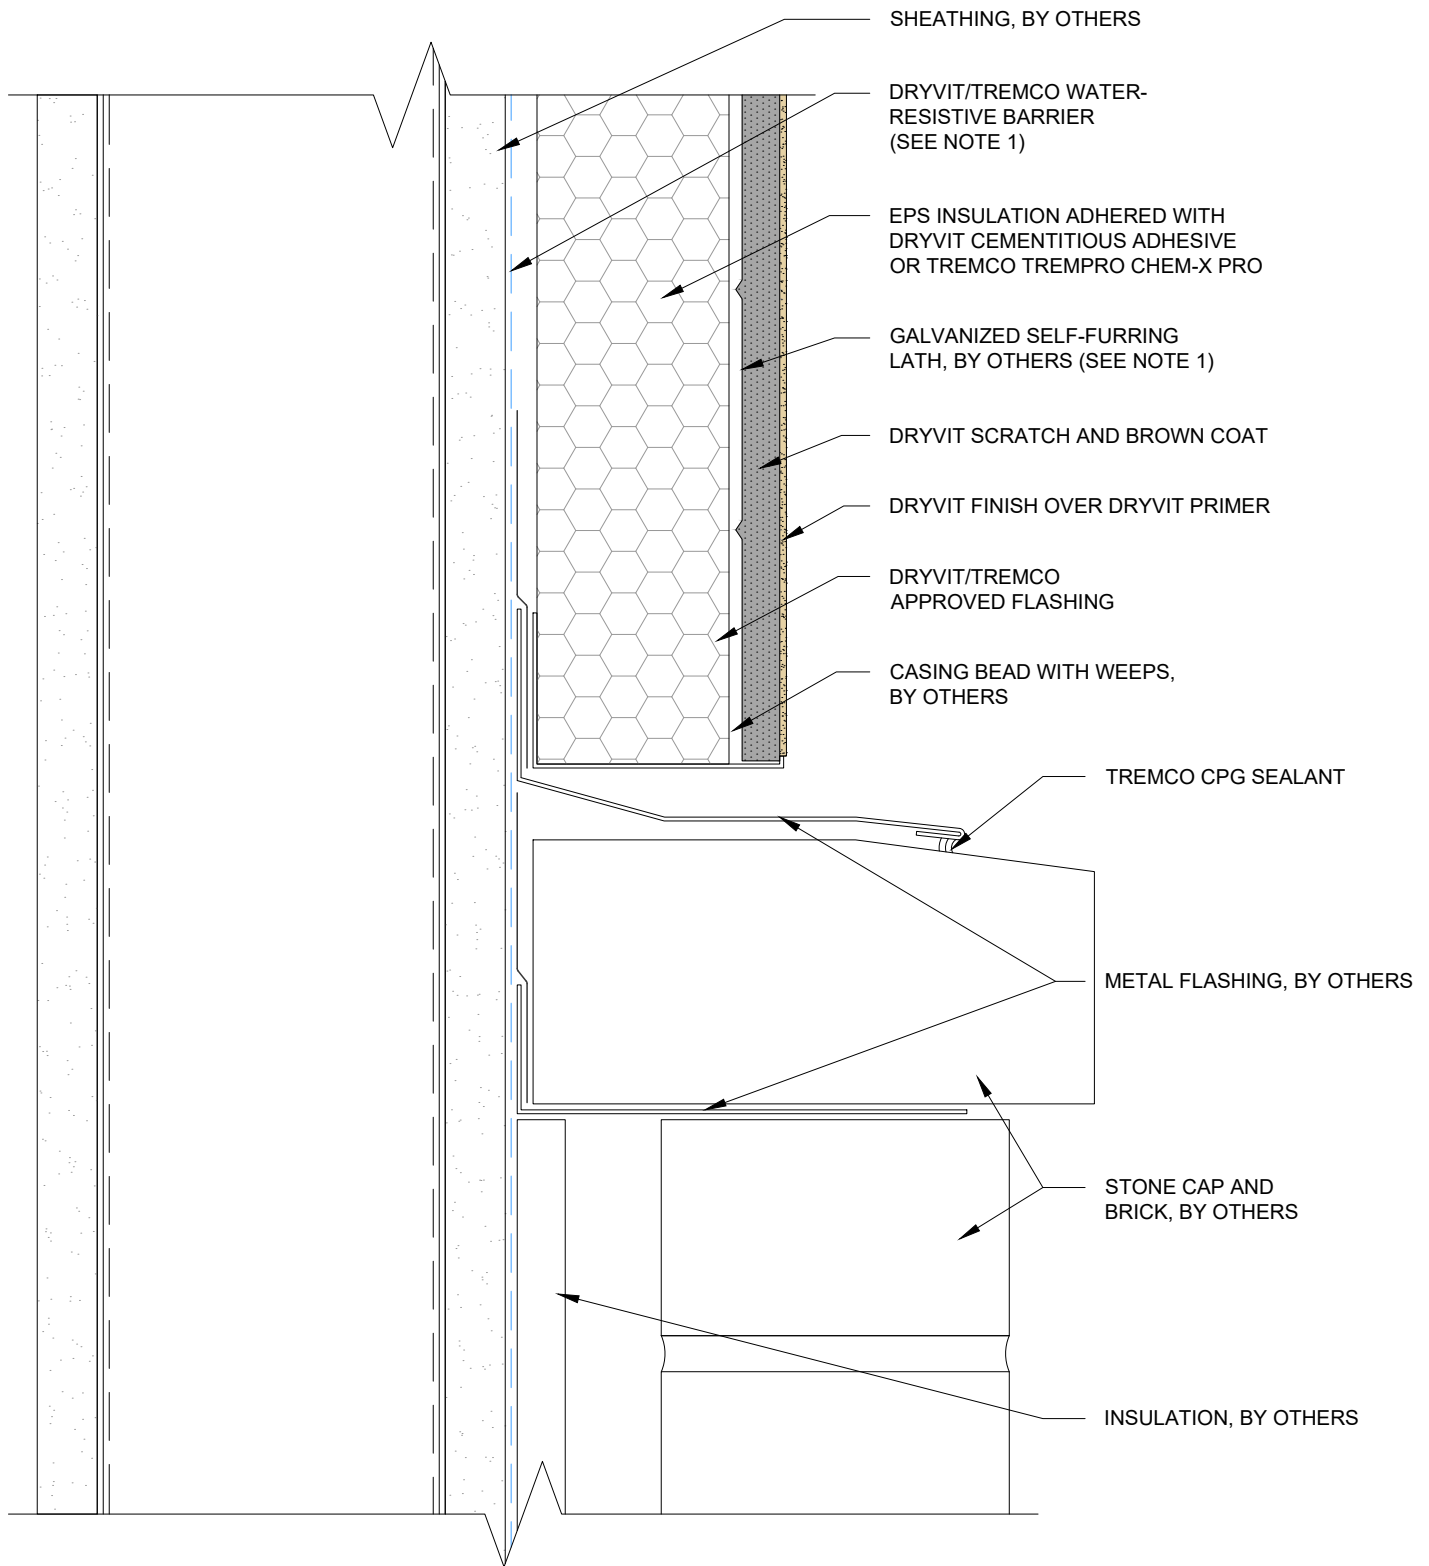 SHEATHING, BY OTHERS
DRYVIT/TREMCO WATER-
RESISTIVE BARRIER
(SEE NOTE 1)
EPS INSULATION ADHERED WITH
DRYVIT CEMENTITIOUS ADHESIVE
OR TREMCO TREMPRO CHEM-X PRO
GALVANIZED SELF-FURRING
LATH, BY OTHERS (SEE NOTE 1)
DRYVIT SCRATCH AND BROWN COAT
DRYVIT FINISH OVER DRYVIT PRIMER
DRYVIT/TREMCO
APPROVED FLASHING
CASING BEAD WITH WEEPS,
BY OTHERS
TREMCO CPG SEALANT
METAL FLASHING, BY OTHERS
STONE CAP AND
BRICK, BY OTHERS
INSULATION, BY OTHERS